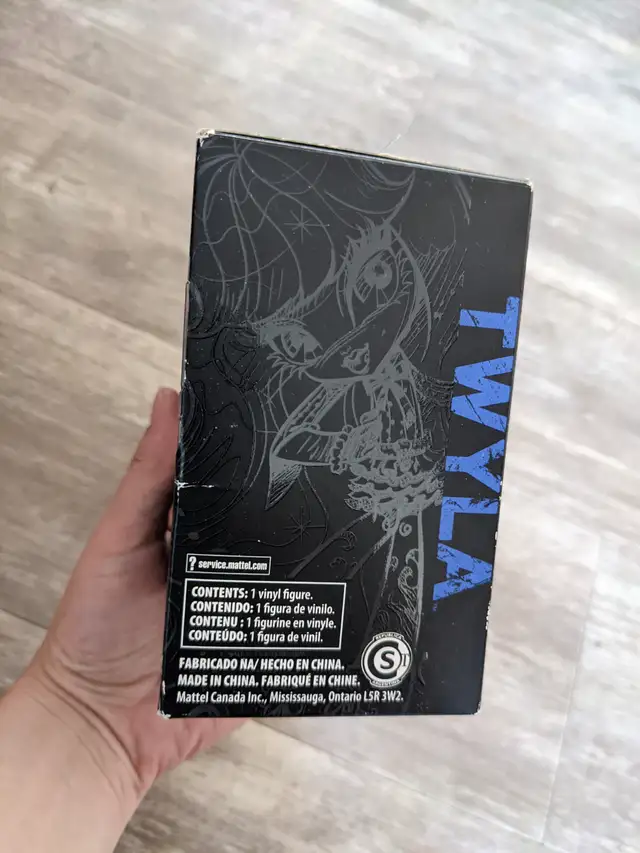 TWYLA
? service.mattel.com
CONTENTS: 1 vinyl figure.
CONTENIDO: 1 figura de vinilo.
CONTENU : 1 figurine en vinyle.
CONTEÚDO: 1 figura de vinil.
FABRICADO NA/ HECHO EN CHINA.
MADE IN CHINA. FABRIQUÉ EN CHINE.
Mattel Canada Inc., Mississauga, Ontario L5R 3W2.
REPUBLICA
S
ARGENTINA